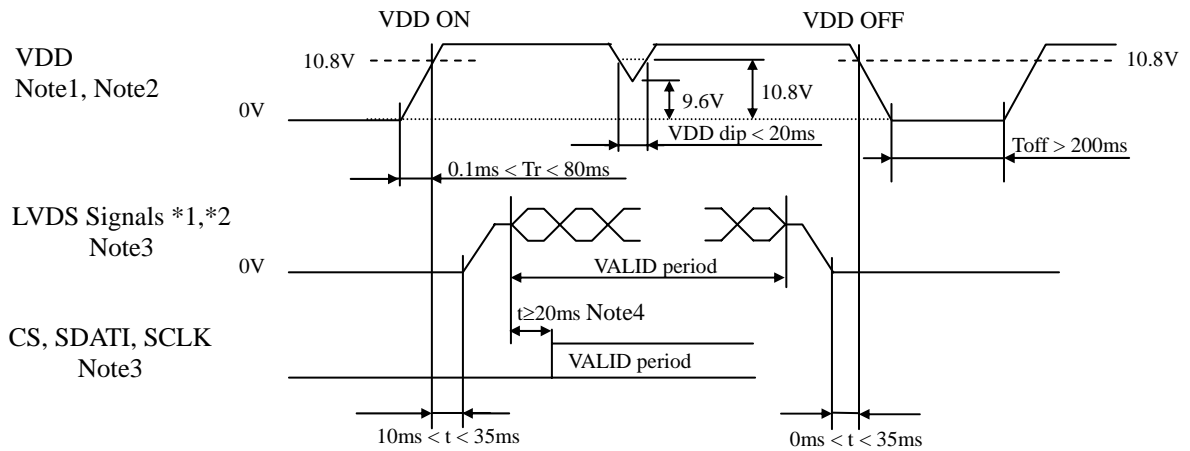 VDD ON
VDD OFF
VDD
Note1, Note2
10.8V
10.8V
9.6V
10.8V
0V
VDD dip < 20ms
Toff > 200ms
0.1ms < Tr < 80ms
LVDS Signals *1,*2
Note3
0V
VALID period
t≥20ms Note4
CS, SDATI, SCLK
Note3
VALID period
10ms < t < 35ms
0ms < t < 35ms